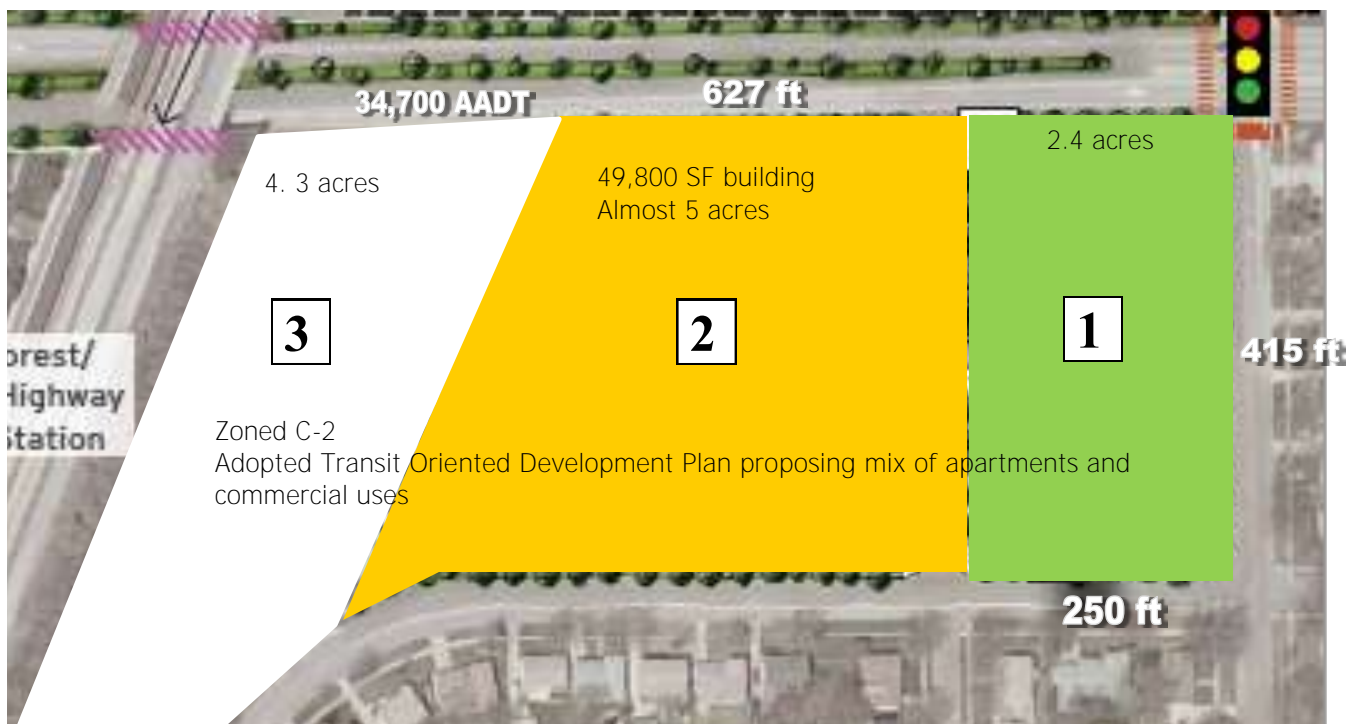 34,700 AADT
627 ft
4. 3 acres
49,800 SF building
Almost 5 acres
2.4 acres
3
2
1
415 ft
orest/
Highway
Station
Zoned C-2
Adopted Transit Oriented Development Plan proposing mix of apartments and
commercial uses
250 ft